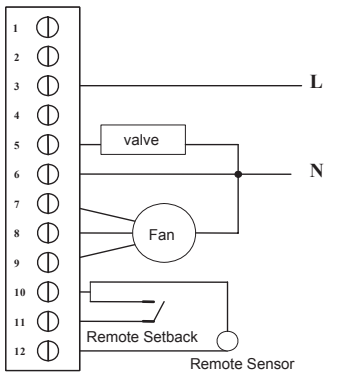 1
2
3 L
4
5 valve
6 N
7
8 Fan
9
10
11 Remote Setback
12 Remote Sensor